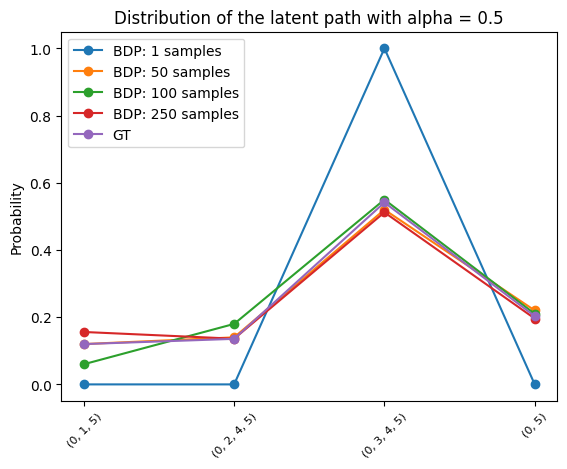 Distribution of the latent path with alpha = 0.5
BDP: 1 samples
BDP: 50 samples
BDP: 100 samples
BDP: 250 samples
GT
Probability
1.0
0.8
0.6
0.4
0.2
0.0
(0, 1, 5)
(0, 2, 4, 5)
(0, 3, 4, 5)
(0, 5)